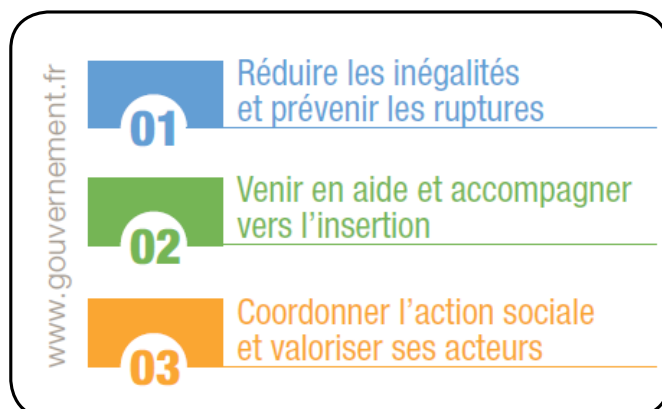 www.gouvernement.fr
01
Réduire les inégalités
et prévenir les ruptures
02
Venir en aide et accompagner
vers l’insertion
03
Coordonner l’action sociale
et valoriser ses acteurs